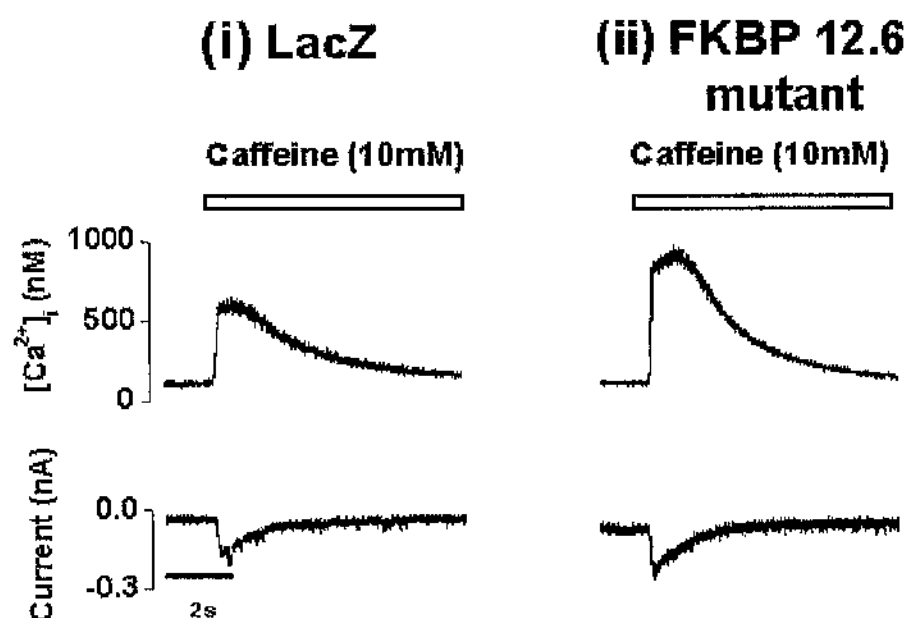 (i) LacZ
(ii) FKBP 12.6
mutant
Caffeine (10mM)
Caffeine (10mM)
[Ca²⁺]ᵢ (nM)
1000
500
0
Current (nA)
0.0
-0.3
2s